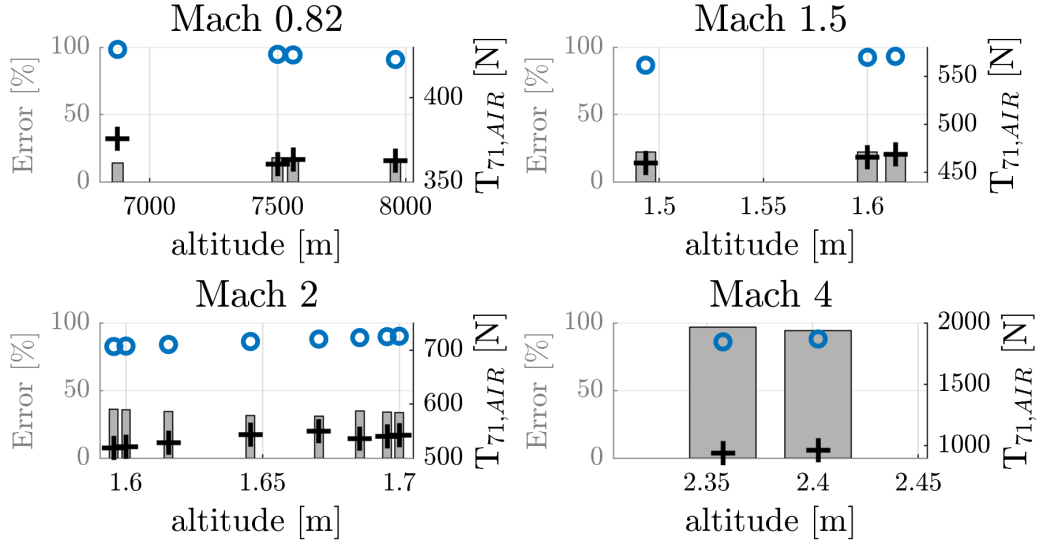 Mach 0.82
100
50
0
Error [%]
400
350
T71,AIR [N]
7000 7500 8000
altitude [m]
Mach 1.5
100
50
0
Error [%]
550
500
450
T71,AIR [N]
1.5 1.55 1.6
altitude [m]
Mach 2
100
50
0
Error [%]
700
600
500
T71,AIR [N]
1.6 1.65 1.7
altitude [m]
Mach 4
100
50
0
Error [%]
2000
1500
1000
T71,AIR [N]
2.35 2.4 2.45
altitude [m]